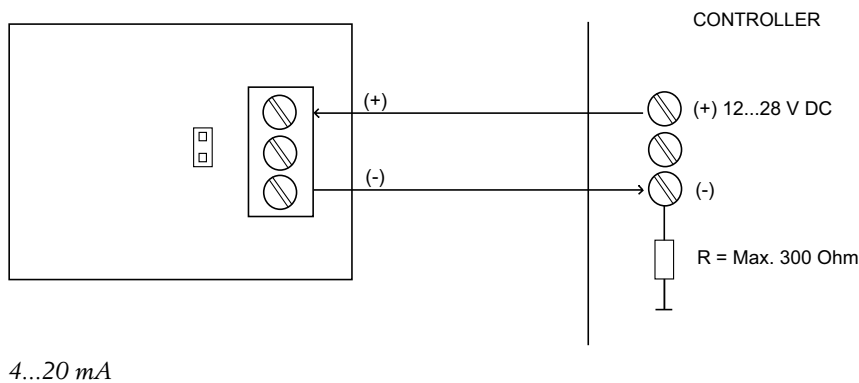 CONTROLLER
(+)
(+) 12...28 V DC
(-)
(-)
R = Max. 300 Ohm
4...20 mA